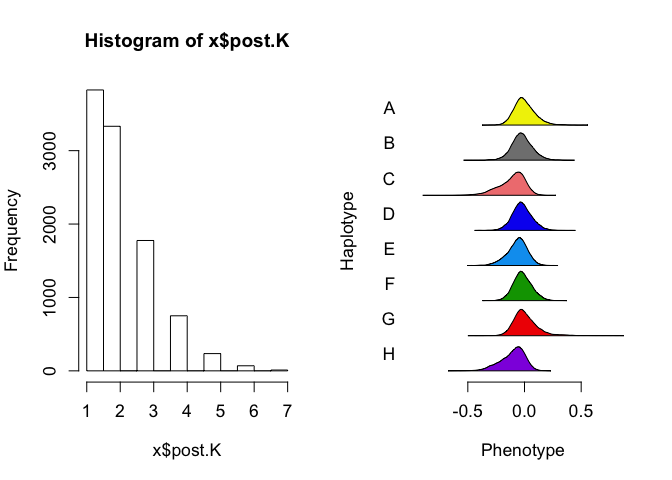 Histogram of x$post.K
Frequency
0
1000
2000
3000
1 2 3 4 5 6 7
x$post.K
Haplotype
A
B
C
D
E
F
G
H
-0.5 0.0 0.5
Phenotype